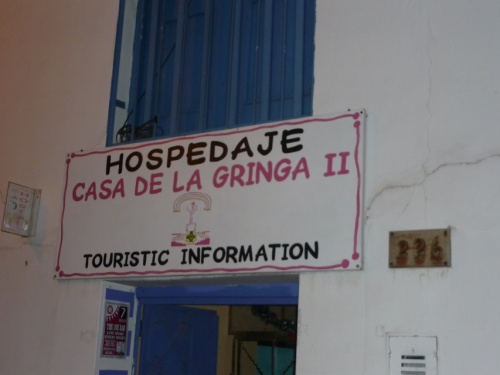 HOSPEDAJE
CASA DE LA GRINGA II
TOURISTIC INFORMATION